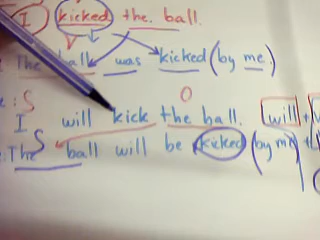 I kicked the ball.
The ball was kicked (by me.)
: S O
I will kick the ball. will +
S
: The ball will be kicked (by me